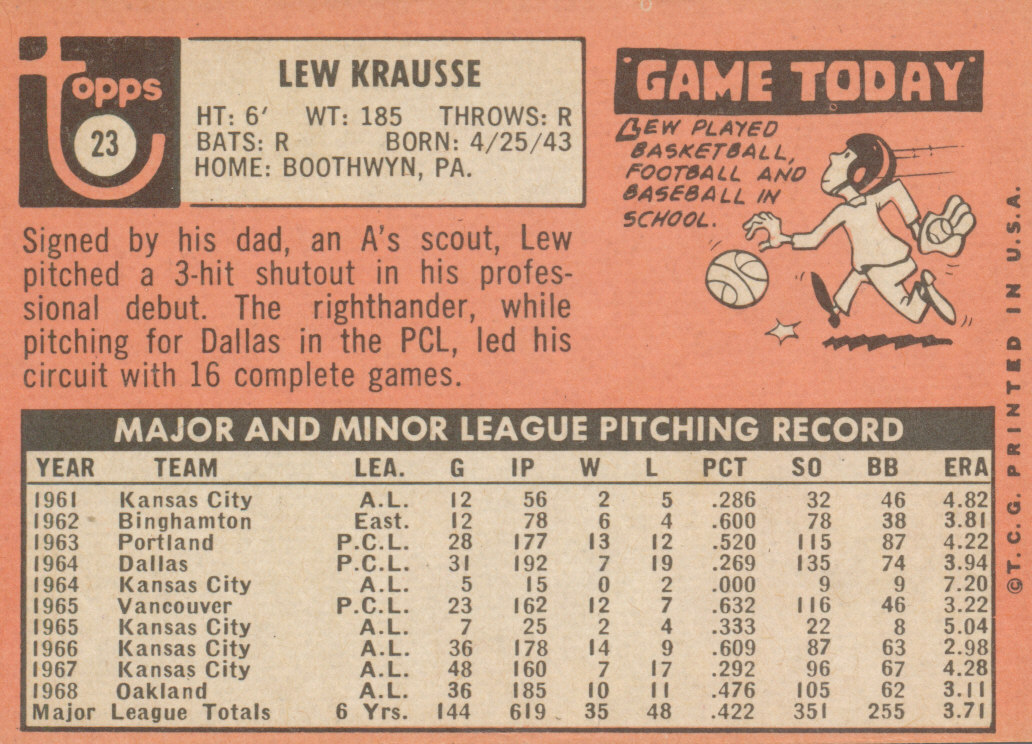 topps
23
LEW KRAUSSE
HT: 6' WT: 185 THROWS: R
BATS: R BORN: 4/25/43
HOME: BOOTHWYN, PA.
Signed by his dad, an A's scout, Lew
pitched a 3-hit shutout in his profes-
sional debut. The righthander, while
pitching for Dallas in the PCL, led his
circuit with 16 complete games.
'GAME TODAY'
LEW PLAYED
BASKETBALL,
FOOTBALL AND
BASEBALL IN
SCHOOL.
MAJOR AND MINOR LEAGUE PITCHING RECORD
YEAR TEAM LEA. G IP W L PCT SO BB ERA
1961 Kansas City A.L. 12 56 2 5 .286 32 46 4.82
1962 Binghamton East. 12 78 6 4 .600 78 38 3.81
1963 Portland P.C.L. 28 177 13 12 .520 115 87 4.22
1964 Dallas P.C.L. 31 192 7 19 .269 135 74 3.94
1964 Kansas City A.L. 5 15 0 2 .000 9 9 7.20
1965 Vancouver P.C.L. 23 162 12 7 .632 116 46 3.22
1965 Kansas City A.L. 7 25 2 4 .333 22 8 5.04
1966 Kansas City A.L. 36 178 14 9 .609 87 63 2.98
1967 Kansas City A.L. 48 160 7 17 .292 96 67 4.28
1968 Oakland A.L. 36 185 10 11 .476 105 62 3.11
Major League Totals 6 Yrs. 144 619 35 48 .422 351 255 3.71
© T. C. G. PRINTED IN U.S.A.